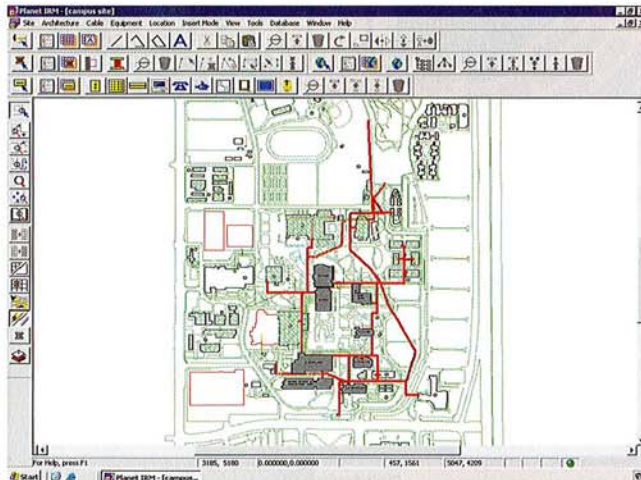 Planet IRM - [campus site]
Site Architecture Cable Equipment Location Insert Mode View Tools Database Window Help
A
For Help, press F1 3185, 5180 0.000000,0.000000 457, 1561 5047, 4209
Start Planet IRM - [campus...